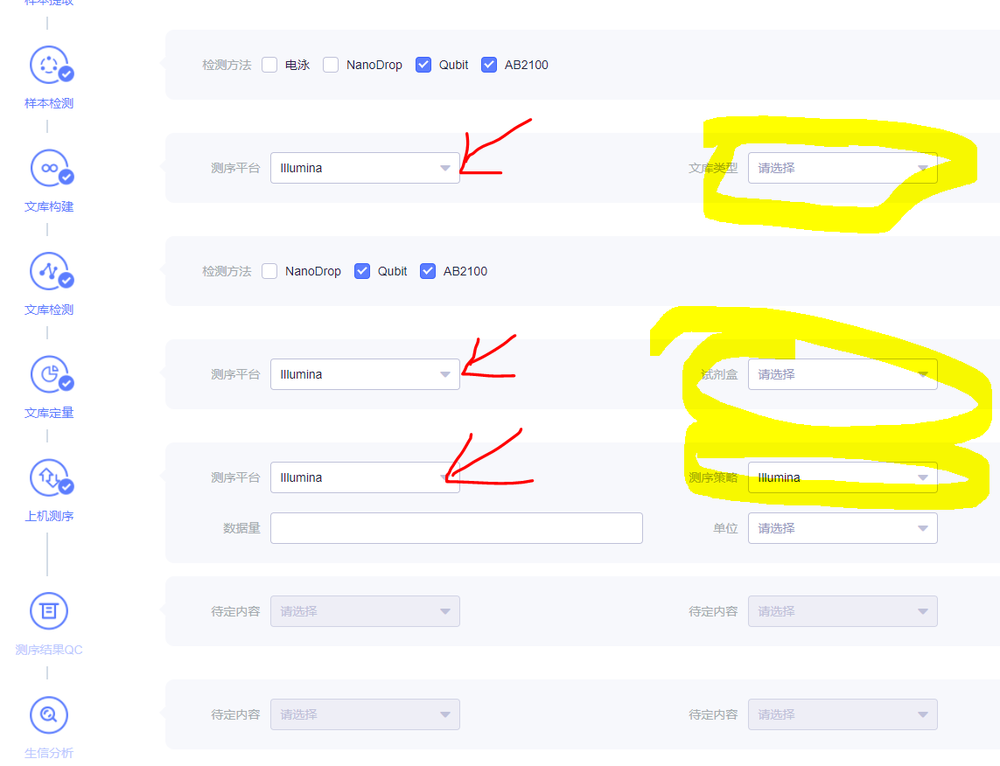 样本提取
检测方法 电泳 NanoDrop Qubit AB2100
样本检测
测序平台 Illumina 文库类型 请选择
文库构建
检测方法 NanoDrop Qubit AB2100
文库检测
测序平台 Illumina 试剂盒 请选择
文库定量
测序平台 Illumina 测序策略 Illumina
上机测序
数据量 单位 请选择
待定内容 请选择 待定内容 请选择
测序结果QC
待定内容 请选择 待定内容 请选择
生信分析